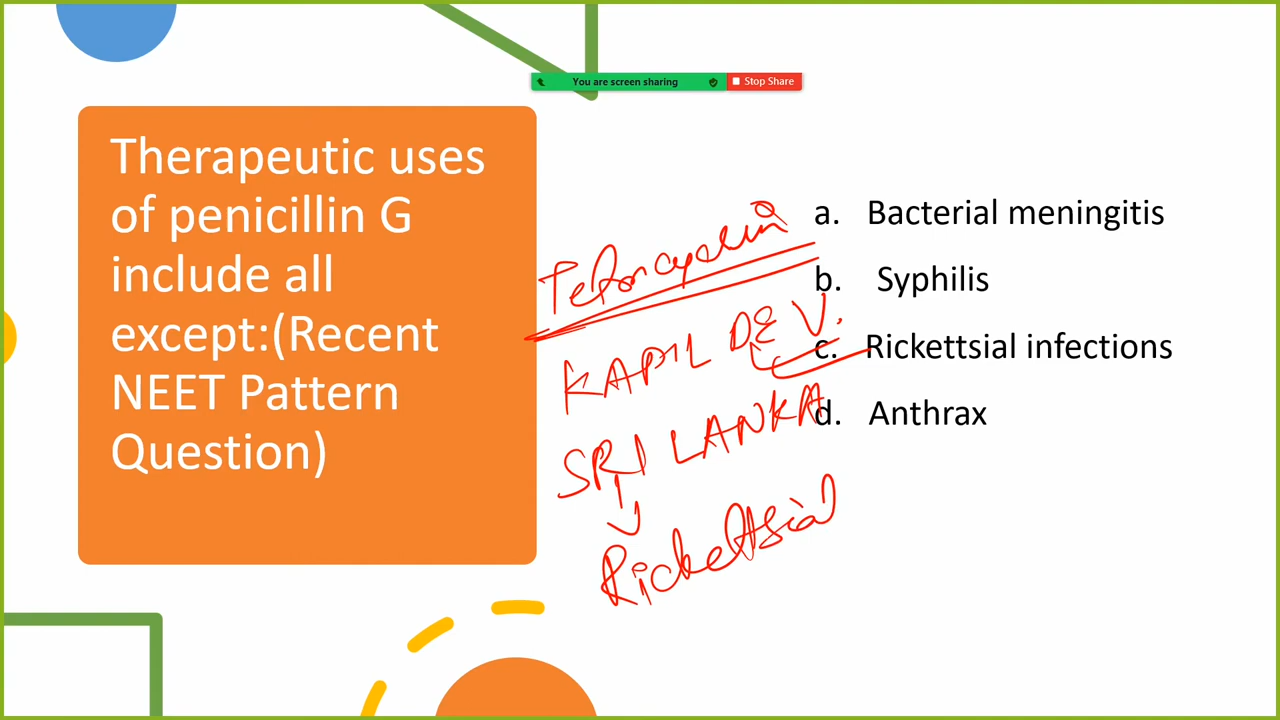 You are screen sharing
Stop Share
Therapeutic uses
of penicillin G
include all
except:(Recent
NEET Pattern
Question)
a. Bacterial meningitis
b. Syphilis
c. Rickettsial infections
d. Anthrax
KAPIL DEV.
SRI LANKA
Rickettsial